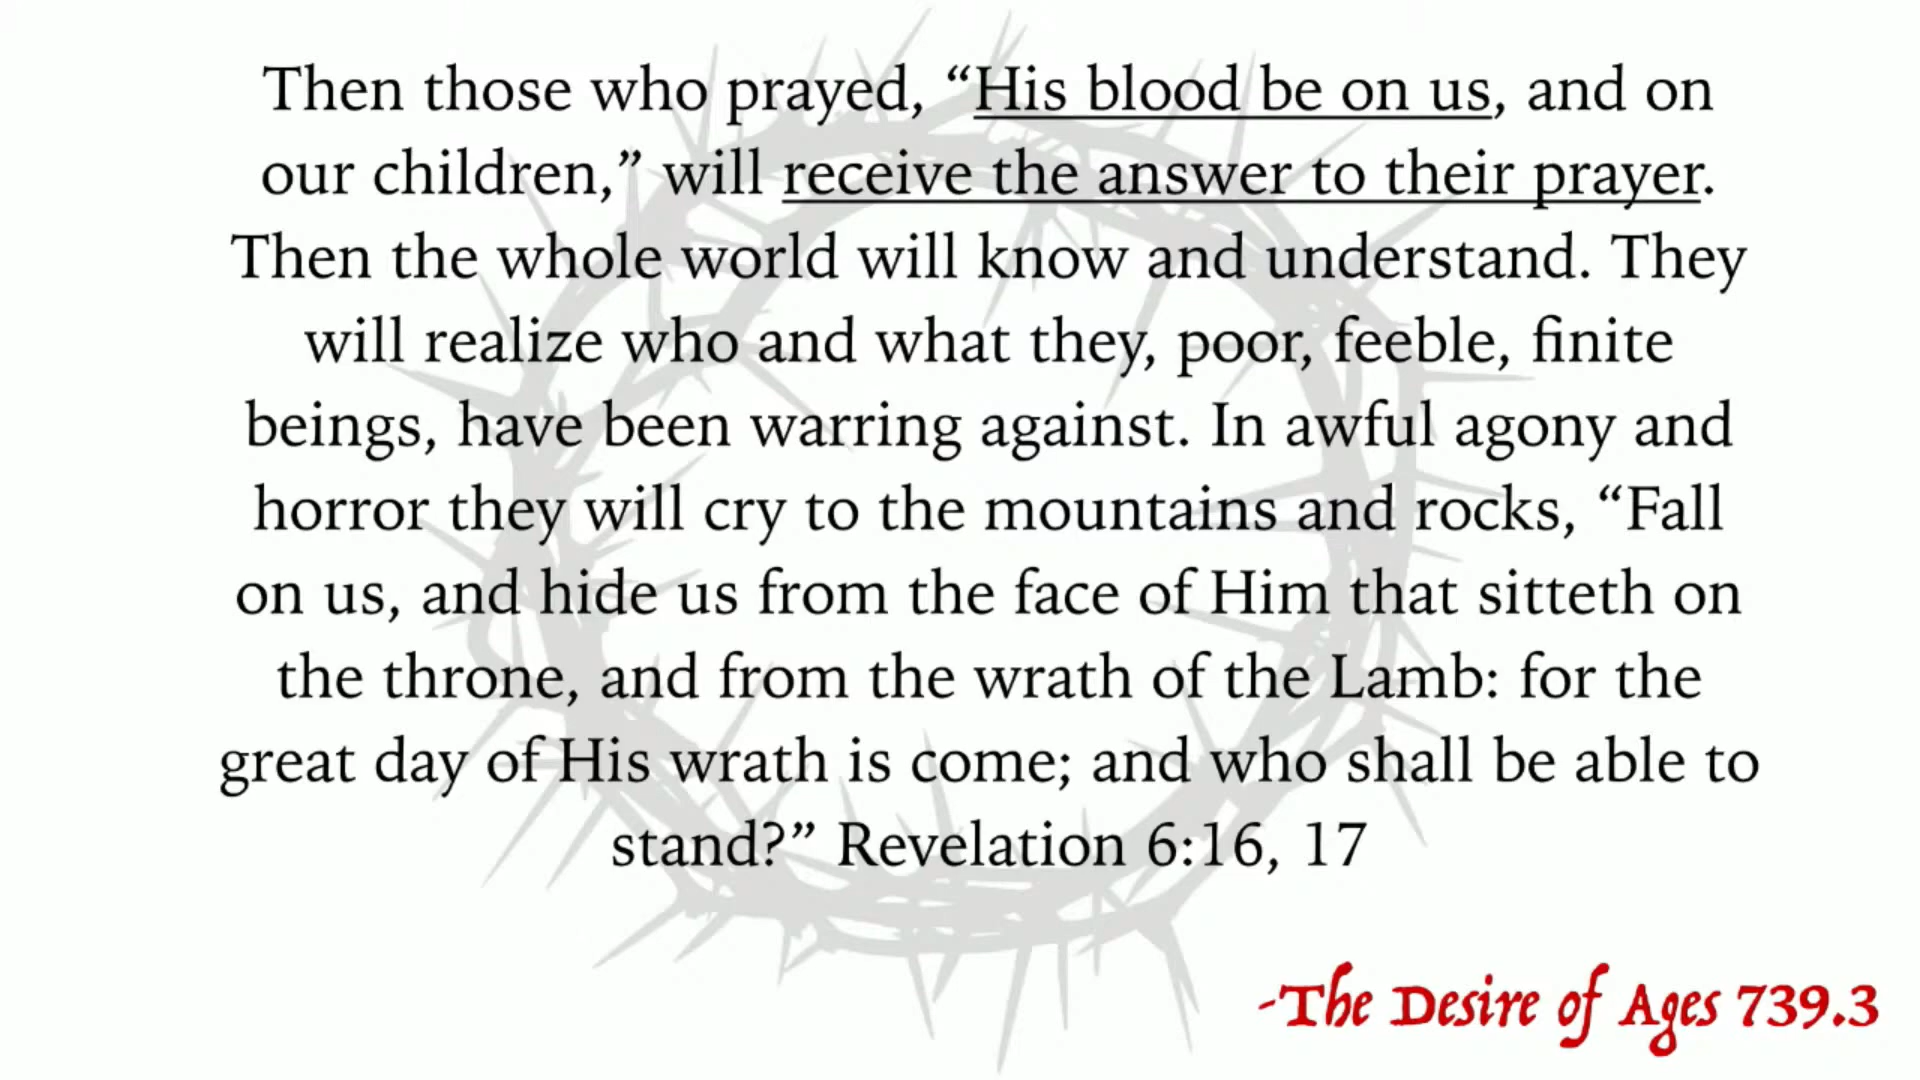 Then those who prayed, “His blood be on us, and on
our children,” will receive the answer to their prayer.
Then the whole world will know and understand. They
will realize who and what they, poor, feeble, finite
beings, have been warring against. In awful agony and
horror they will cry to the mountains and rocks, “Fall
on us, and hide us from the face of Him that sitteth on
the throne, and from the wrath of the Lamb: for the
great day of His wrath is come; and who shall be able to
stand?” Revelation 6:16, 17
-The Desire of Ages 739.3